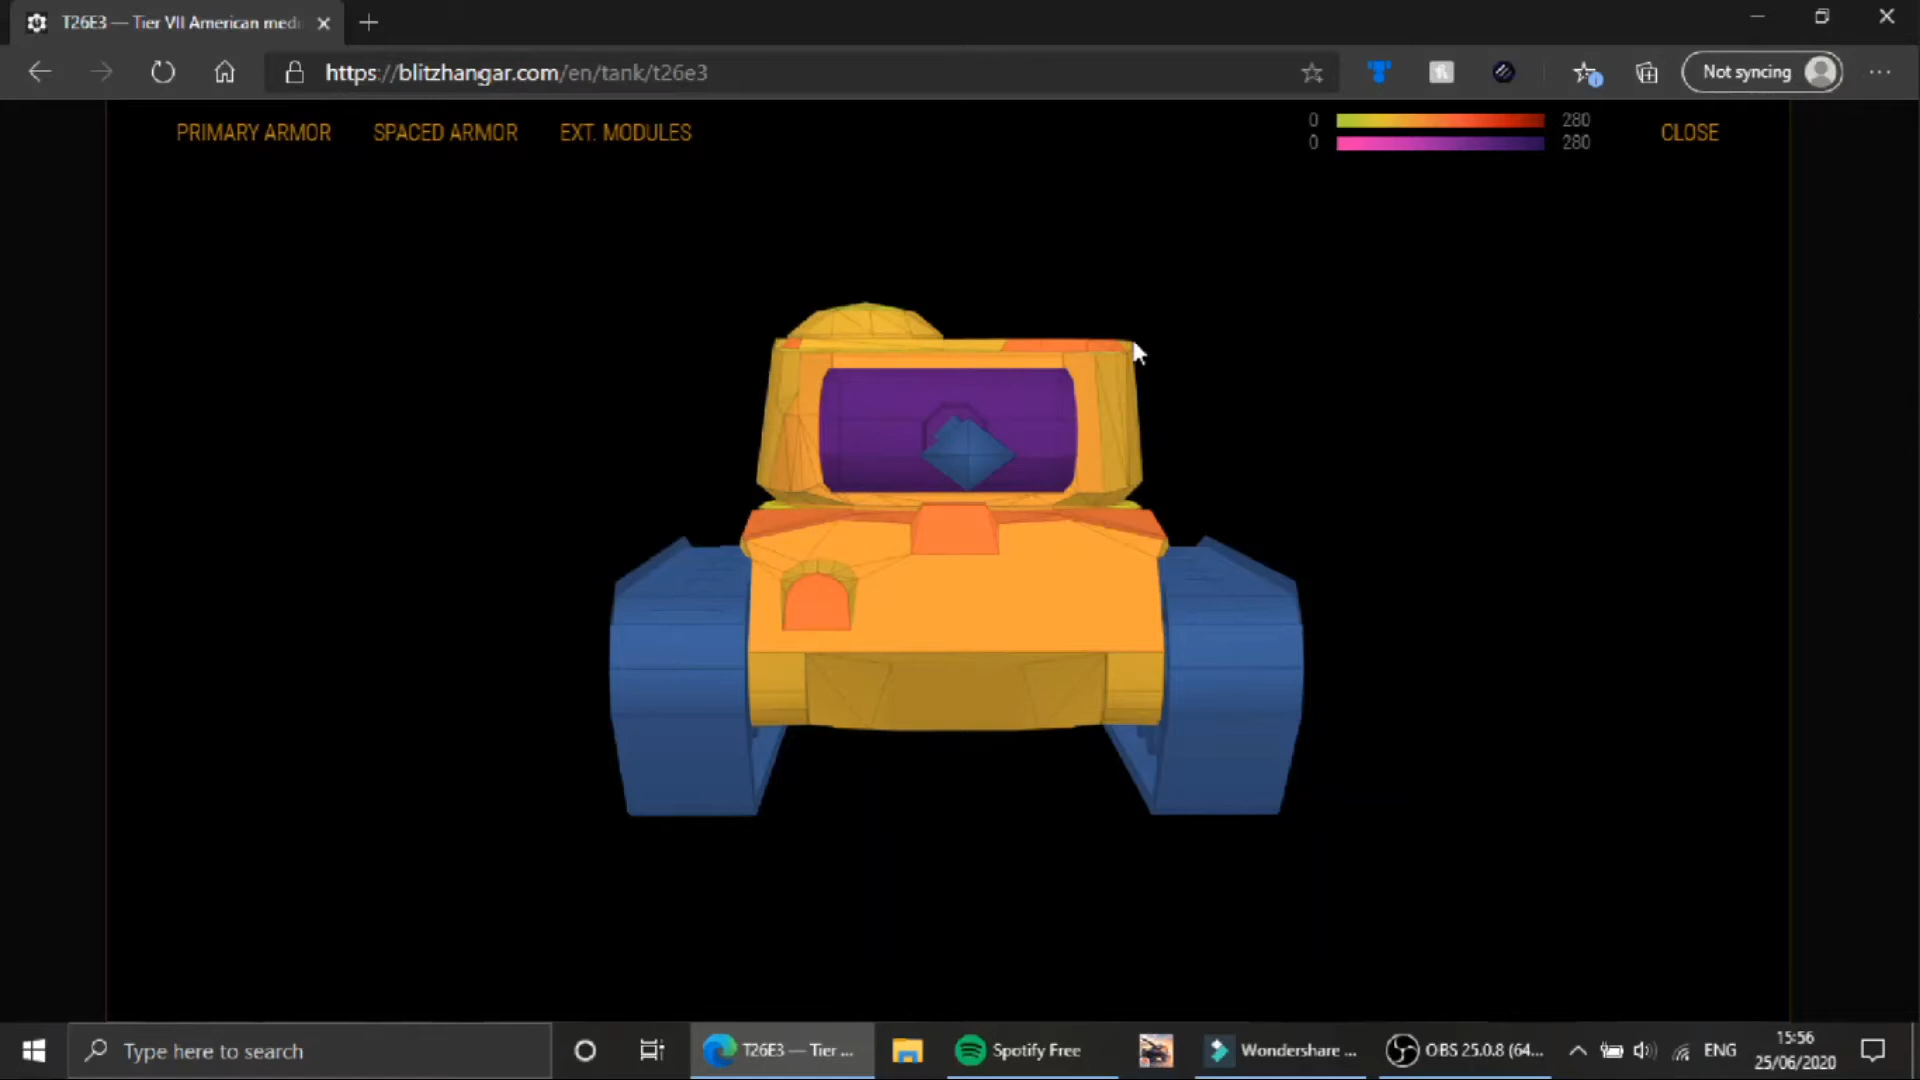 T26E3 — Tier VII American medi
https://blitzhangar.com/en/tank/t26e3
Not syncing
PRIMARY ARMOR
SPACED ARMOR
EXT. MODULES
0 280
0 280
CLOSE
Type here to search
T26E3 — Tier ...
Spotify Free
Wondershare ...
OBS 25.0.8 (64...
ENG
15:56
25/06/2020